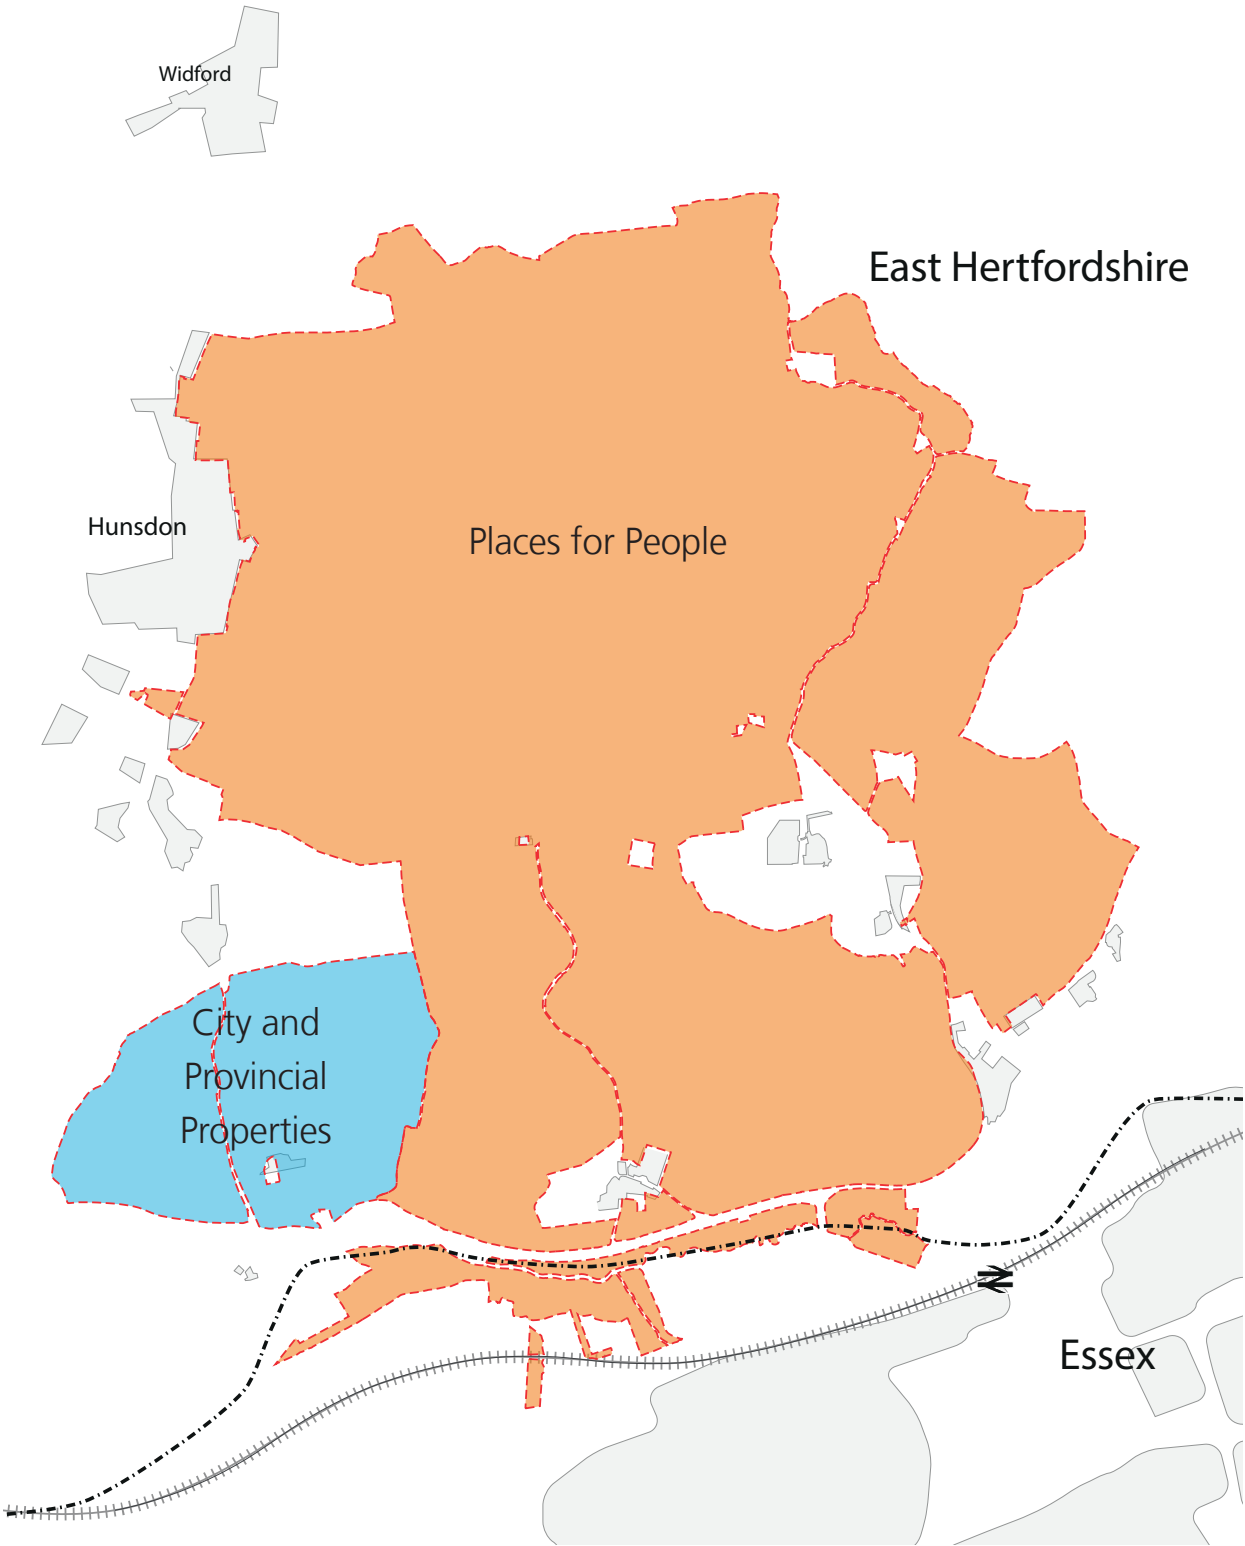 Widford
East Hertfordshire
Hunsdon
Places for People
City and
Provincial
Properties
Essex